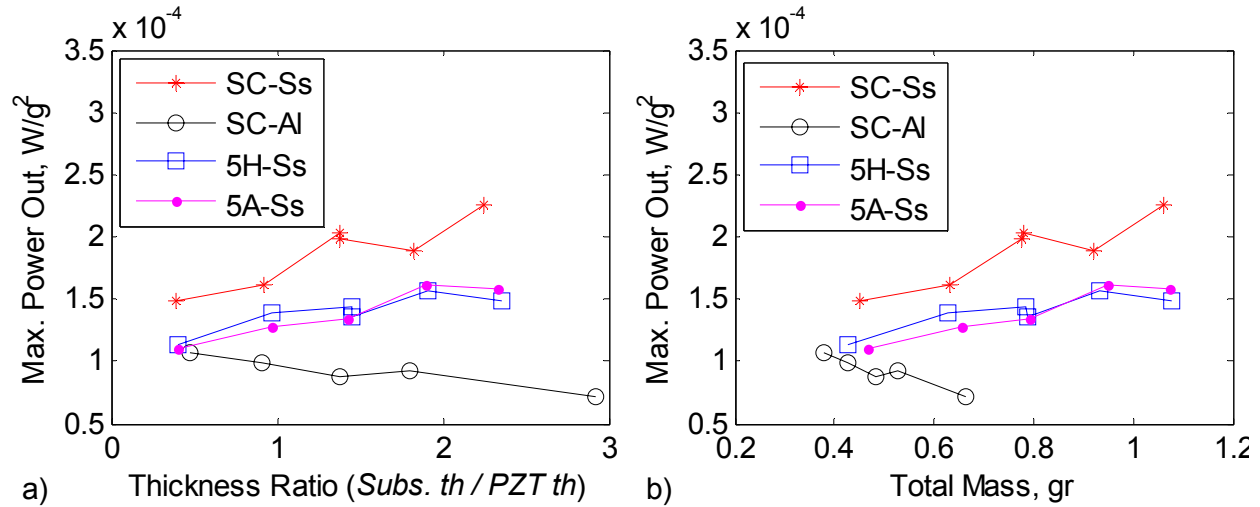 x 10⁻⁴
3.5
3
2.5
2
1.5
1
0.5
0
1
2
3
Max. Power Out, W/g²
SC-Ss
SC-Al
5H-Ss
5A-Ss
a)
Thickness Ratio (Subs. th / PZT th)
x 10⁻⁴
3.5
3
2.5
2
1.5
1
0.5
0.2
0.4
0.6
0.8
1
1.2
Max. Power Out, W/g²
SC-Ss
SC-Al
5H-Ss
5A-Ss
b)
Total Mass, gr